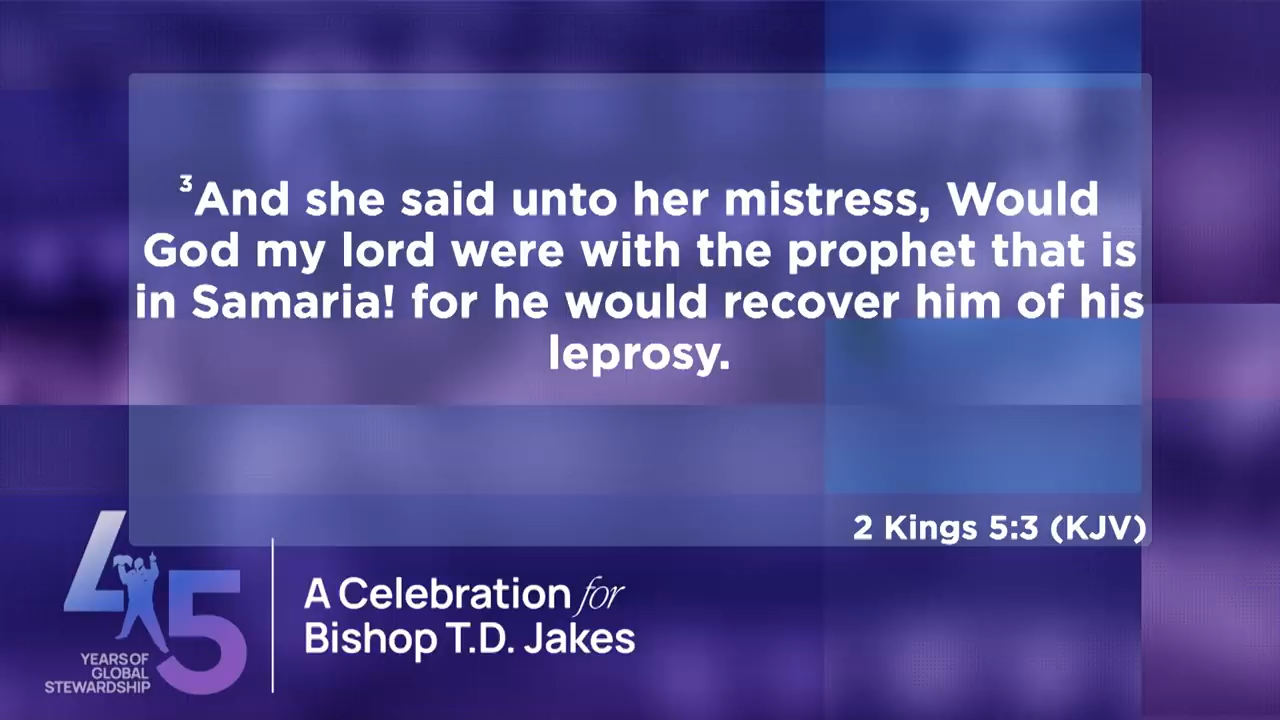 ³And she said unto her mistress, Would
God my lord were with the prophet that is
in Samaria! for he would recover him of his
leprosy.
2 Kings 5:3 (KJV)
45
YEARS OF
GLOBAL
STEWARDSHIP
A Celebration for
Bishop T.D. Jakes